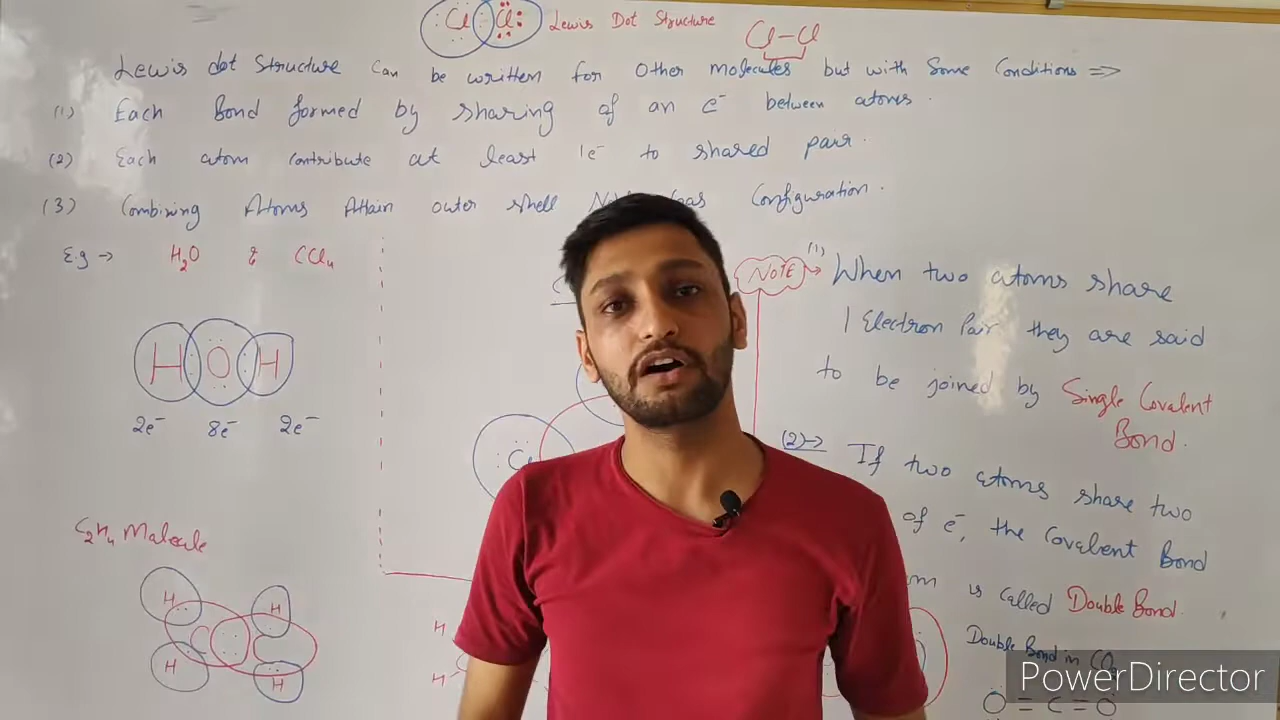 Cl Cl Lewis Dot Structure Cl-Cl
Lewis dot Structure can be written for other molecules but with Some Conditions =>
(1) Each Bond formed by sharing of an e⁻ between atoms.
(2) Each atom contribute at least 1e⁻ to shared pair.
(3) Combining Atoms Attain outer shell Configuration.
E.g → H₂O & CCl₄
H O H
2e⁻ 8e⁻ 2e⁻
C₂H₄ Malecule
H H
C C
H H
H
H
NOTE → (1) When two atoms share
1 Electron Pair they are said
to be joined by Single Covalent
Bond.
(2)→ If two atoms share two
of e⁻, the Covalent Bond
is called Double Bond.
Double Bond in
O = C = O
PowerDirector